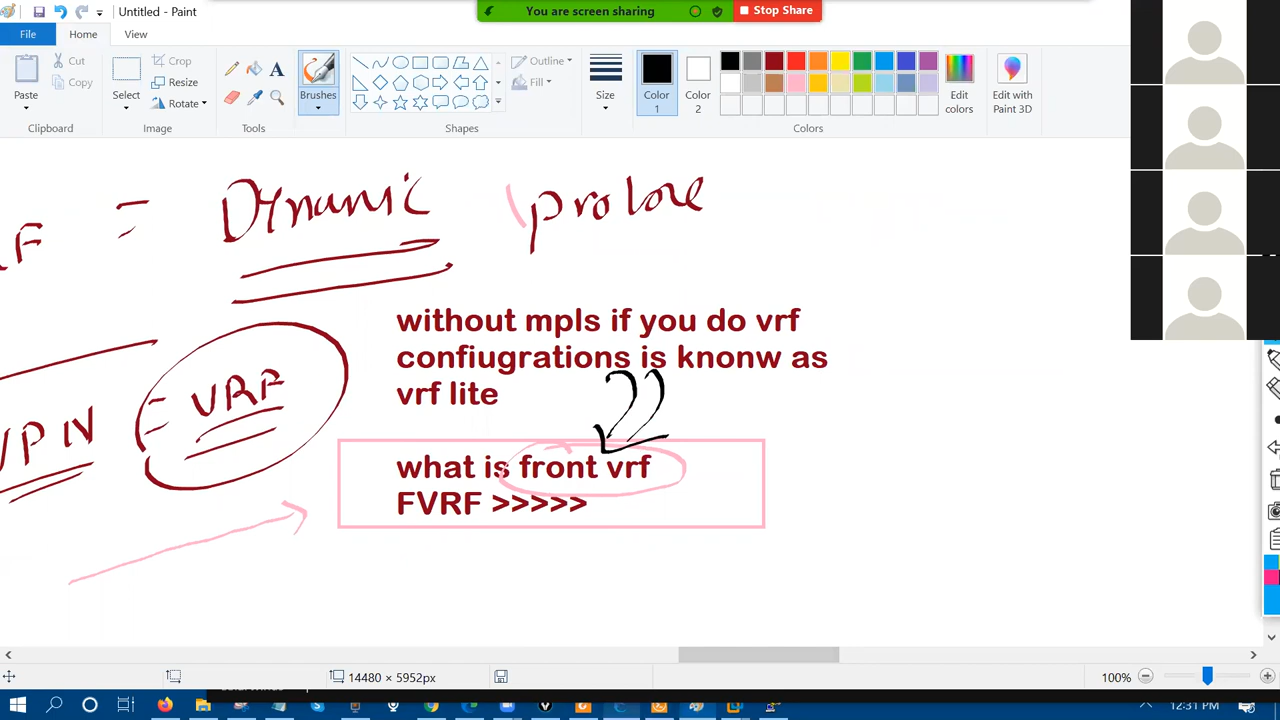 Untitled - Paint
You are screen sharing
Stop Share
File
Home
View
Paste
Cut
Copy
Clipboard
Select
Crop
Resize
Rotate
Image
A
Tools
Brushes
Shapes
Outline
Fill
Size
Color
1
Color
2
Colors
Edit
colors
Edit with
Paint 3D
RF = Dynamic
VPN = VRF
without mpls if you do vrf
confiugrations is knonw as
vrf lite
what is front vrf
FVRF >>>>>
14480 × 5952px
100%
12:31 PM